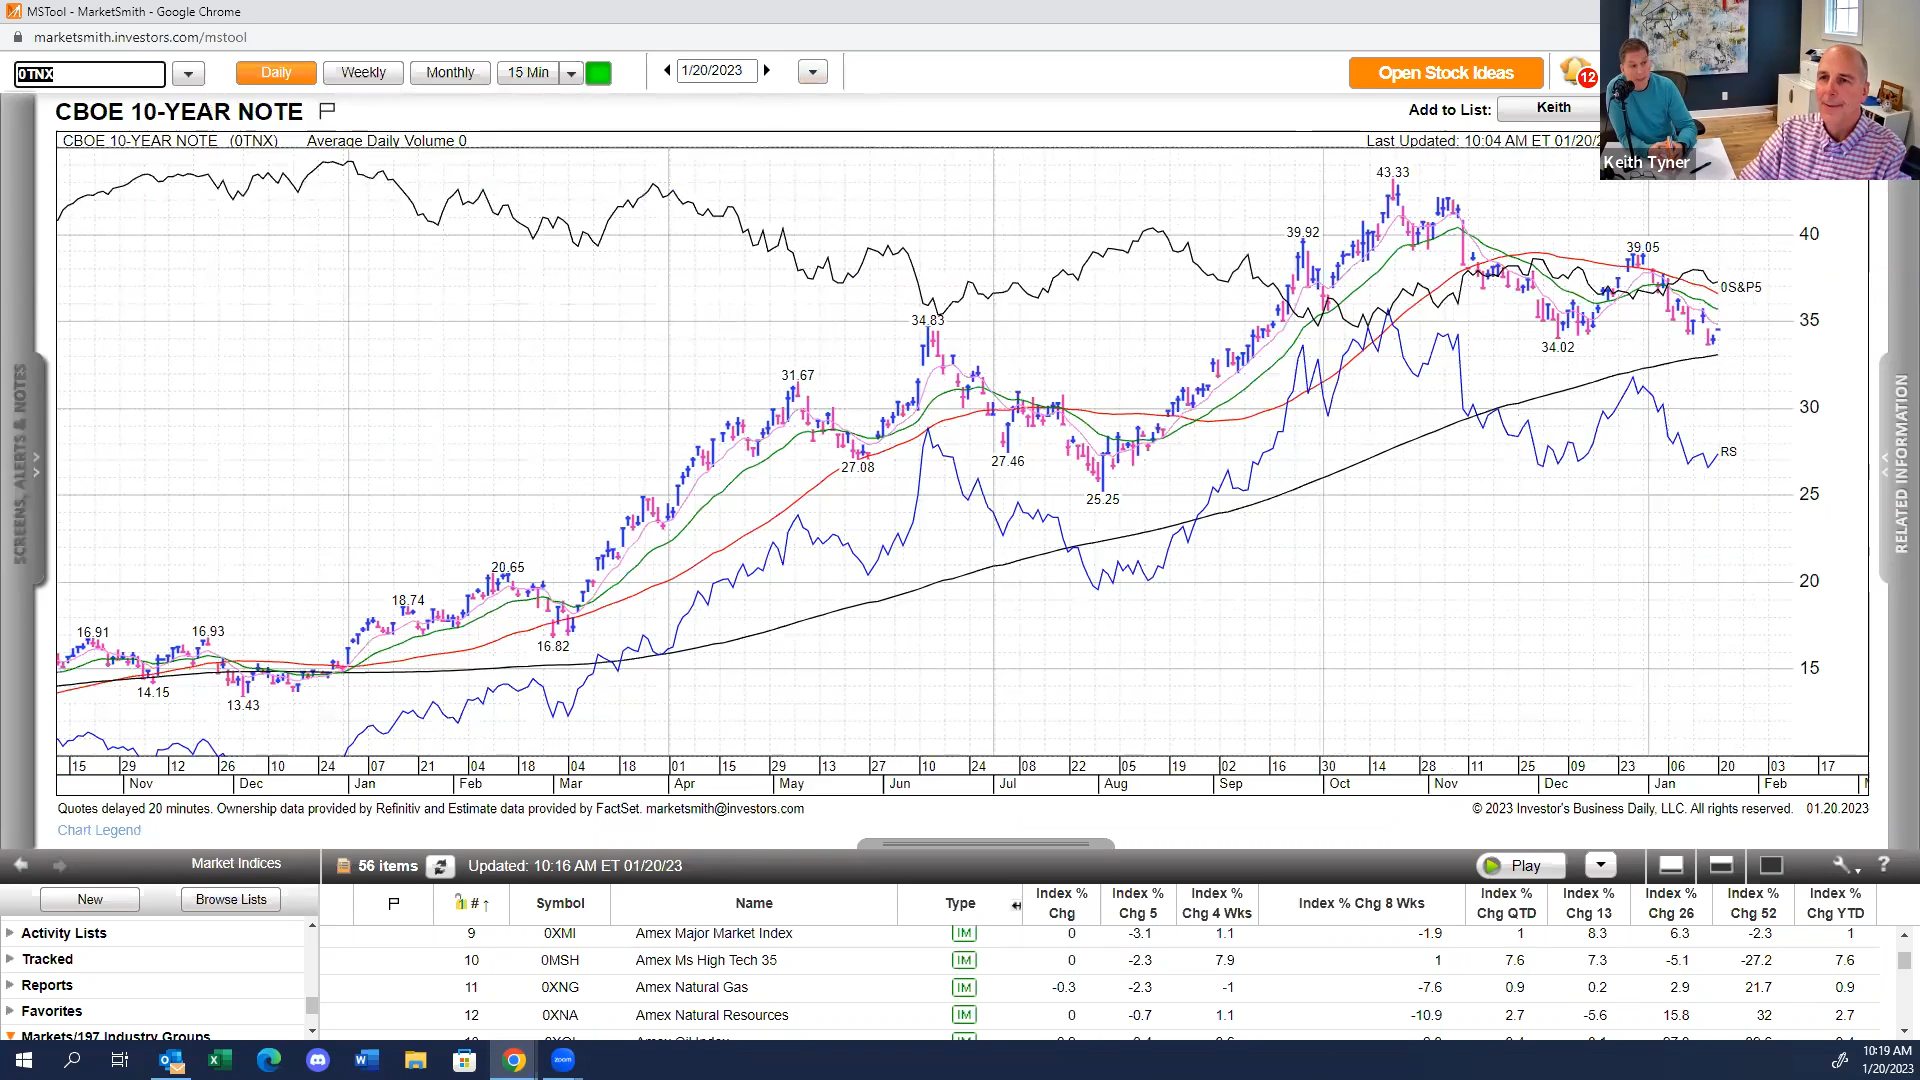 MSTool - MarketSmith - Google Chrome
marketsmith.investors.com/mstool
0TNX Daily Weekly Monthly 15 Min 1/20/2023 Open Stock Ideas 12
CBOE 10-YEAR NOTE Add to List: Keith
CBOE 10-YEAR NOTE (0TNX) Average Daily Volume 0 Last Updated: 10:04 AM ET 01/20/2
Keith Tyner
43.33
39.92
40
39.05
0S&P5
34.83
35
34.02
31.67
30
27.46
27.08
RS
25.25
25
20.65
20
18.74
16.91
16.93
16.82
15
14.15
13.43
SCREENS, ALERTS & NOTES
RELATED INFORMATION
15 29 12 26 10 24 07 21 04 18 04 18 01 15 29 13 27 10 24 08 22 05 19 02 16 30 14 28 11 25 09 23 06 20 03 17
Nov Dec Jan Feb Mar Apr May Jun Jul Aug Sep Oct Nov Dec Jan Feb
Quotes delayed 20 minutes. Ownership data provided by Refinitiv and Estimate data provided by FactSet. marketsmith@investors.com © 2023 Investor's Business Daily, LLC. All rights reserved. 01.20.2023
Chart Legend
Market Indices 56 items Updated: 10:16 AM ET 01/20/23 Play ?
New Browse Lists
Activity Lists
Tracked
Reports
Favorites
Markets/197 Industry Groups
# Symbol Name Type Index % Chg Index % Chg 5 Index % Chg 4 Wks Index % Chg 8 Wks Index % Chg QTD Index % Chg 13 Index % Chg 26 Index % Chg 52 Index % Chg YTD
9 0XMI Amex Major Market Index IM 0 -3.1 1.1 -1.9 1 8.3 6.3 -2.3 1
10 0MSH Amex Ms High Tech 35 IM 0 -2.3 7.9 1 7.6 7.3 -5.1 -27.2 7.6
11 0XNG Amex Natural Gas IM -0.3 -2.3 -1 -7.6 0.9 0.2 2.9 21.7 0.9
12 0XNA Amex Natural Resources IM 0 -0.7 1.1 -10.9 2.7 -5.6 15.8 32 2.7
zoom
10:19 AM
1/20/2023